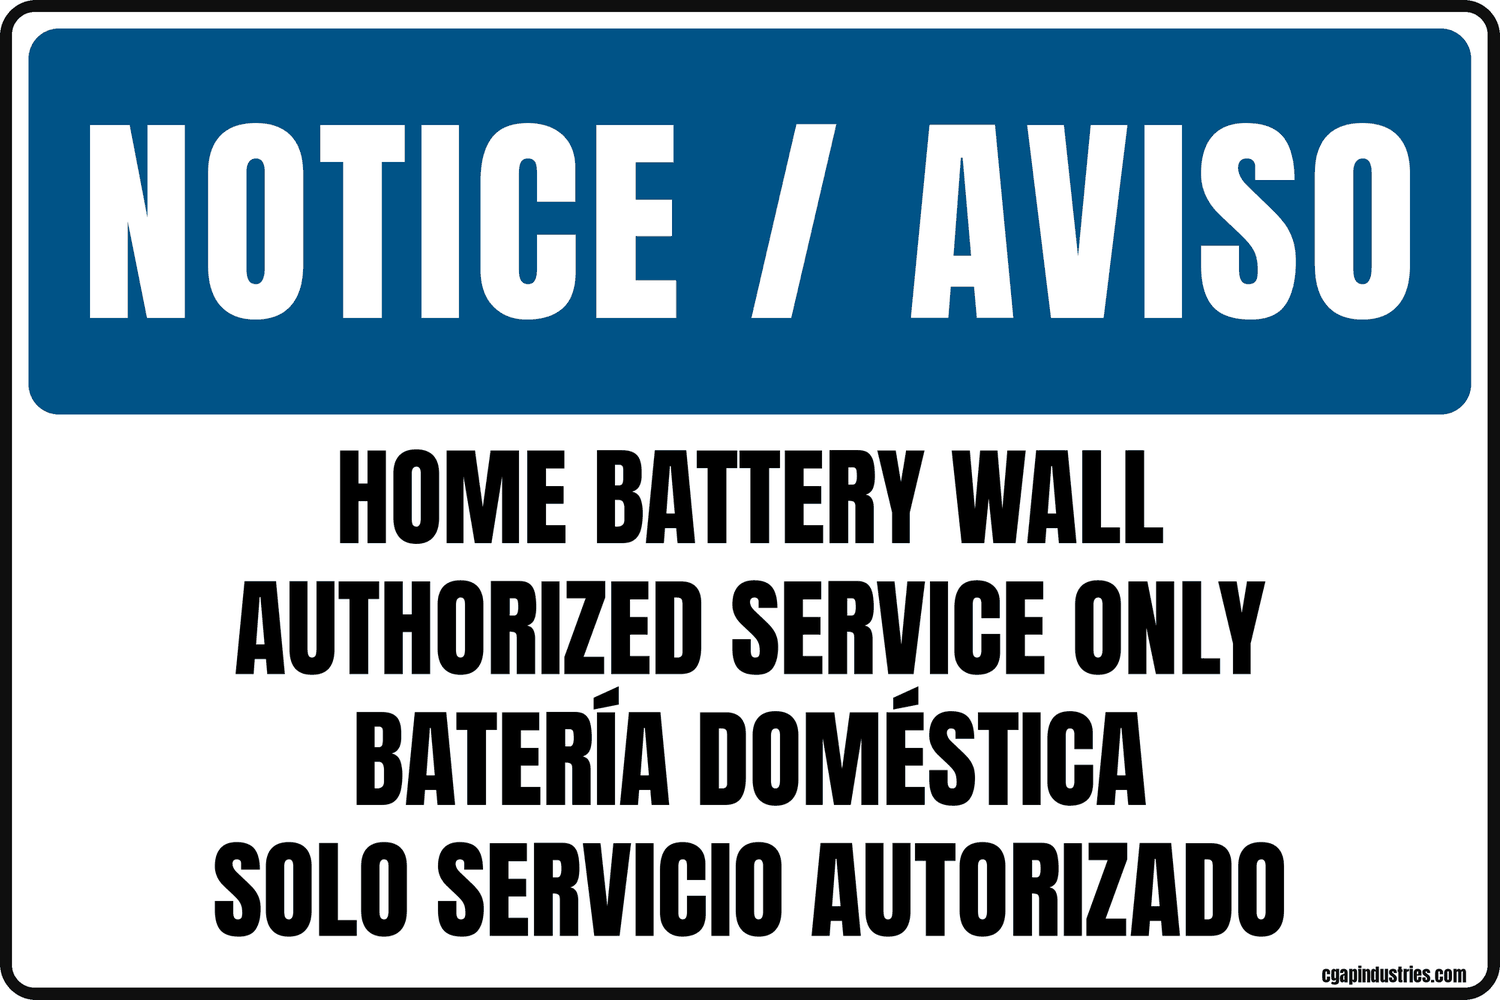 NOTICE / AVISO
HOME BATTERY WALL
AUTHORIZED SERVICE ONLY
BATERÍA DOMÉSTICA
SOLO SERVICIO AUTORIZADO
cgapindustries.com